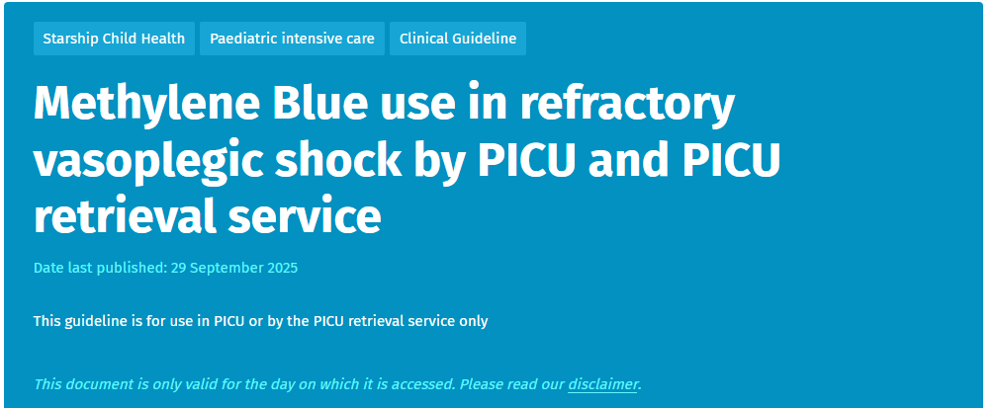 Starship Child Health Paediatric intensive care Clinical Guideline
Methylene Blue use in refractory
vasoplegic shock by PICU and PICU
retrieval service
Date last published: 29 September 2025
This guideline is for use in PICU or by the PICU retrieval service only
This document is only valid for the day on which it is accessed. Please read our disclaimer.